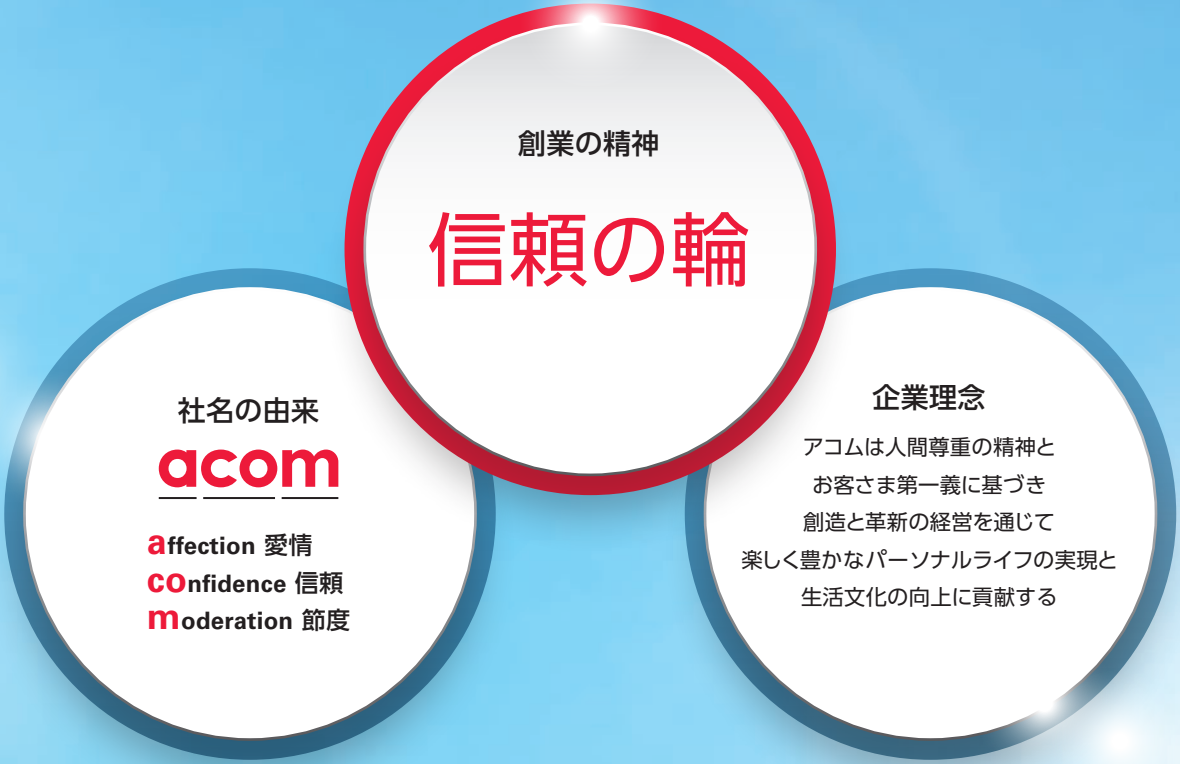 創業の精神
信頼の輪
社名の由来
acom
affection 愛情
confidence 信頼
moderation 節度
企業理念
アコムは人間尊重の精神と
お客さま第一義に基づき
創造と革新の経営を通じて
楽しく豊かなパーソナルライフの実現と
生活文化の向上に貢献する